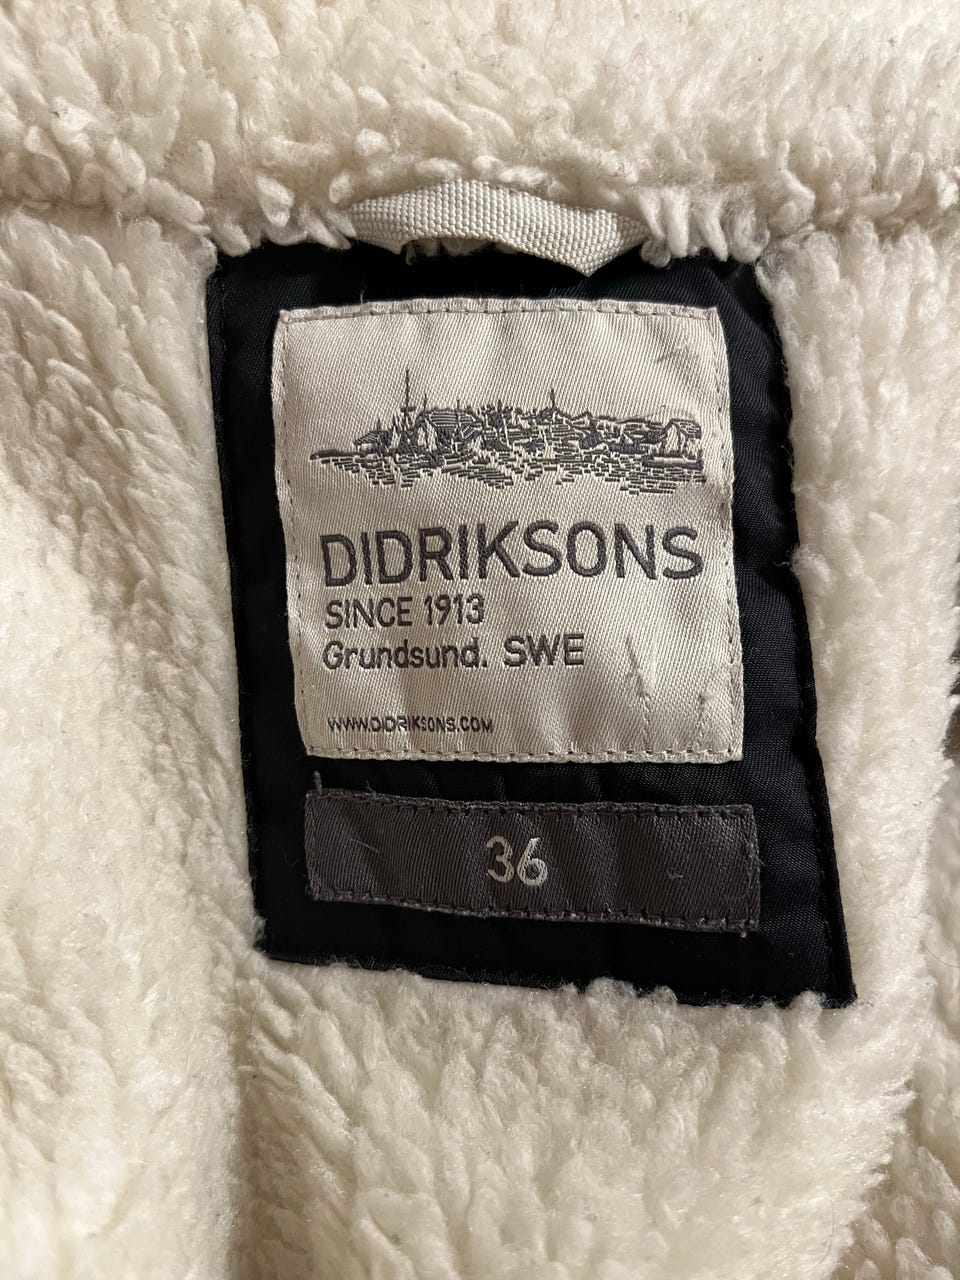 DIDRIKSONS
SINCE 1913
Grundsund. SWE
WWW.DIDRIKSONS.COM
36